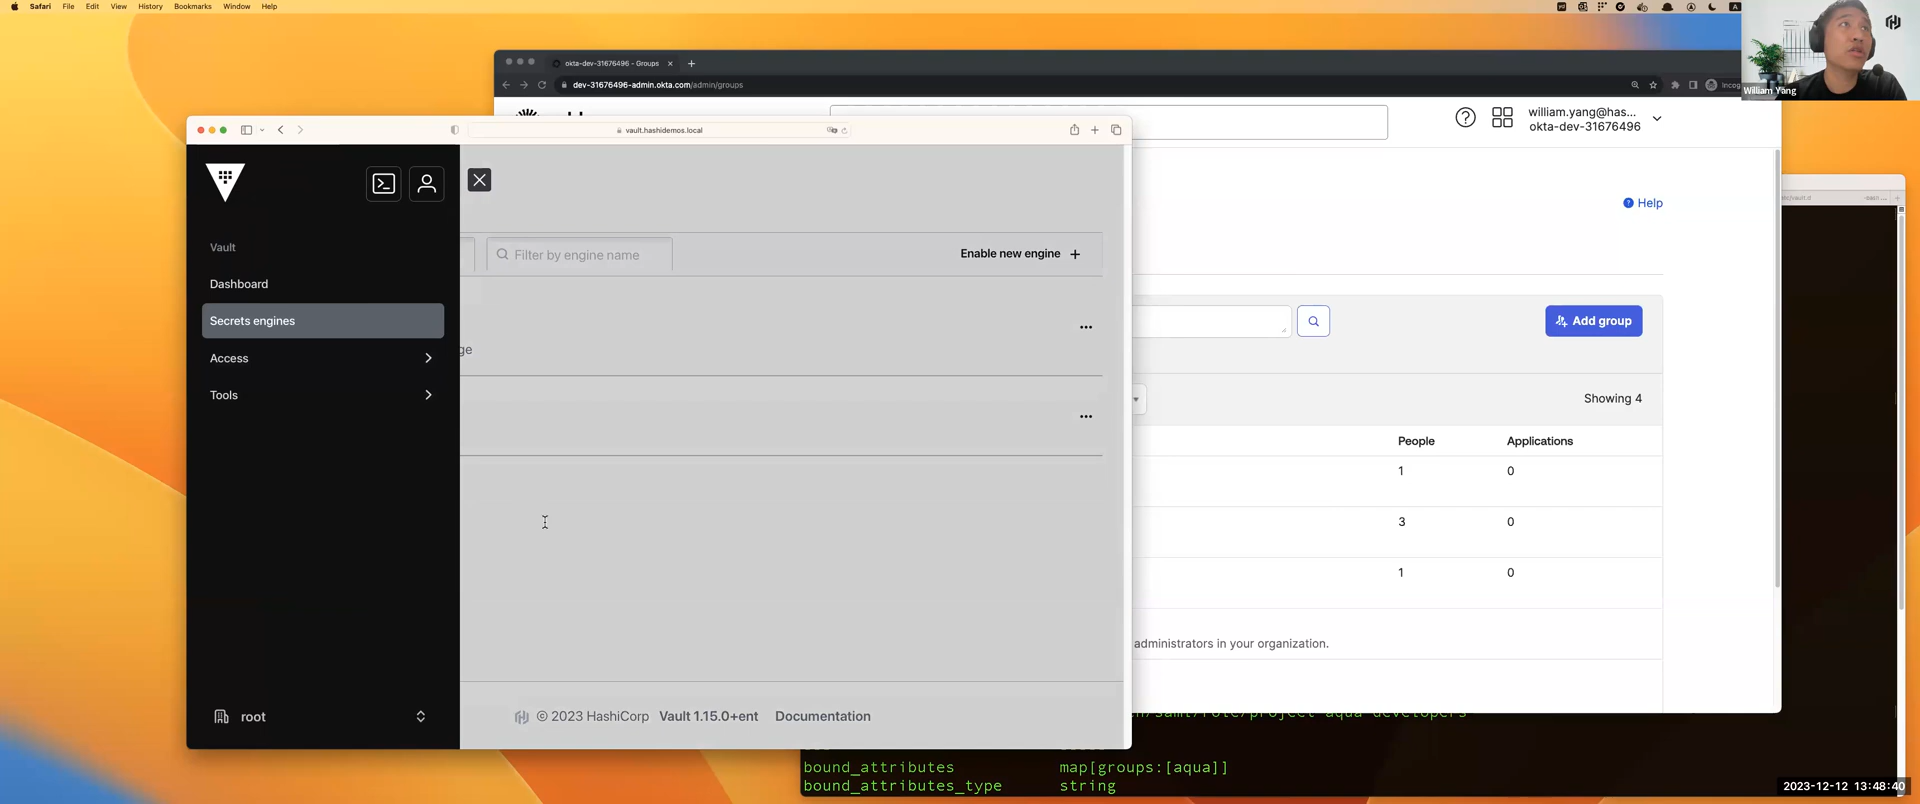 Safari File Edit View History Bookmarks Window Help
okta-dev-31676496 - Groups
dev-31676496-admin.okta.com/admin/groups
Incog
William Yang
william.yang@has...
okta-dev-31676496
vault.hashidemos.local
Help
Vault
Dashboard
Secrets engines
Access
Tools
root
Filter by engine name
Enable new engine
ge
Add group
Showing 4
People Applications
1 0
3 0
1 0
administrators in your organization.
© 2023 HashiCorp Vault 1.15.0+ent Documentation
bound_attributes map[groups:[aqua]]
bound_attributes_type string
2023-12-12 13:48:40